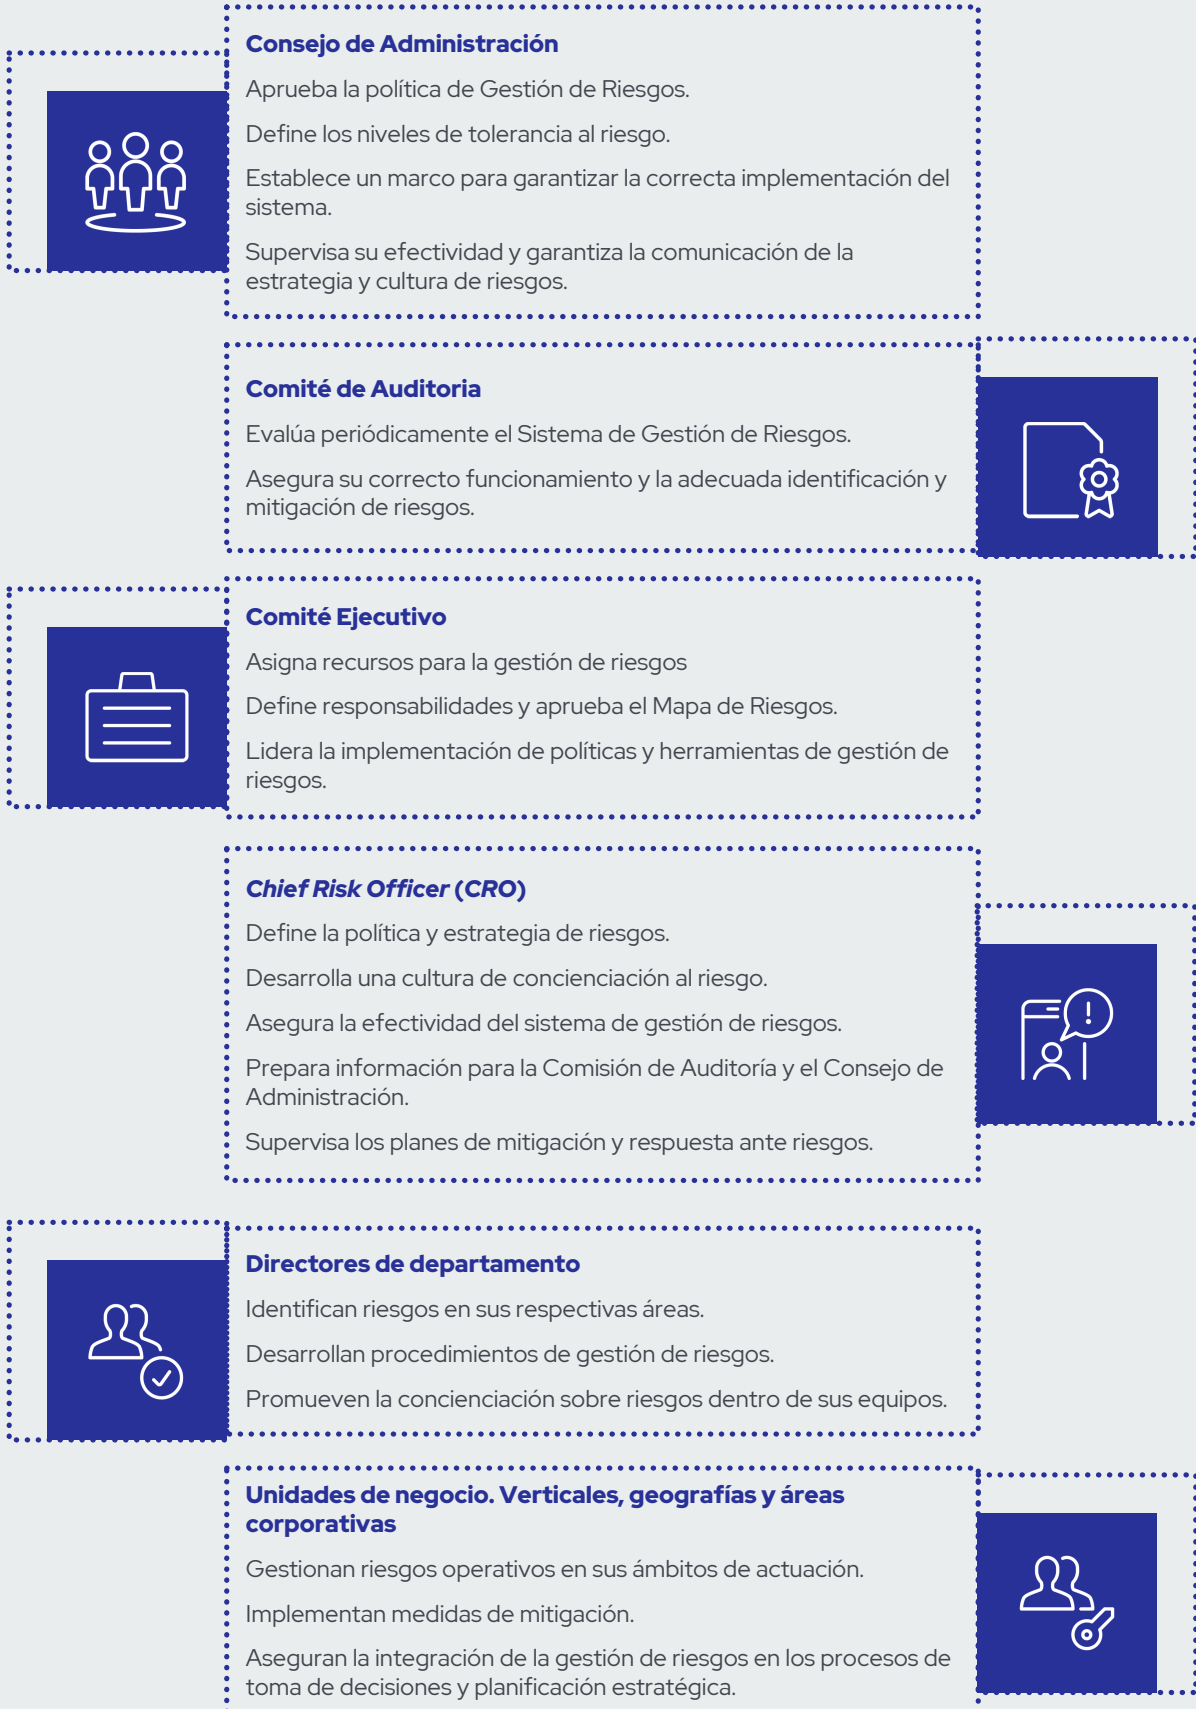 Consejo de Administración
Aprueba la política de Gestión de Riesgos.
Define los niveles de tolerancia al riesgo.
Establece un marco para garantizar la correcta implementación del
sistema.
Supervisa su efectividad y garantiza la comunicación de la
estrategia y cultura de riesgos.
Comité de Auditoria
Evalúa periódicamente el Sistema de Gestión de Riesgos.
Asegura su correcto funcionamiento y la adecuada identificación y
mitigación de riesgos.
Comité Ejecutivo
Asigna recursos para la gestión de riesgos
Define responsabilidades y aprueba el Mapa de Riesgos.
Lidera la implementación de políticas y herramientas de gestión de
riesgos.
Chief Risk Officer (CRO)
Define la política y estrategia de riesgos.
Desarrolla una cultura de concienciación al riesgo.
Asegura la efectividad del sistema de gestión de riesgos.
Prepara información para la Comisión de Auditoría y el Consejo de
Administración.
Supervisa los planes de mitigación y respuesta ante riesgos.
Directores de departamento
Identifican riesgos en sus respectivas áreas.
Desarrollan procedimientos de gestión de riesgos.
Promueven la concienciación sobre riesgos dentro de sus equipos.
Unidades de negocio. Verticales, geografías y áreas
corporativas
Gestionan riesgos operativos en sus ámbitos de actuación.
Implementan medidas de mitigación.
Aseguran la integración de la gestión de riesgos en los procesos de
toma de decisiones y planificación estratégica.